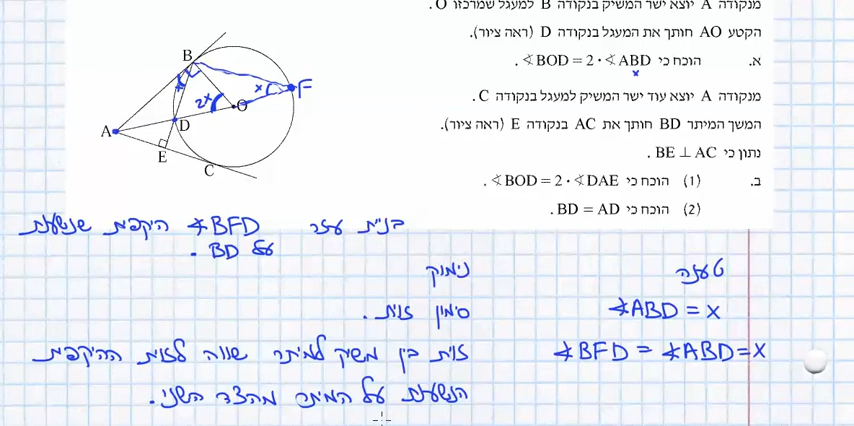 מנקודה A יוצא ישר המשיק בנקודה B למעגל שמרכזו O.
הקטע AO חותך את המעגל בנקודה D (ראה ציור).
א. הוכח כי ∢BOD = 2 · ∢ABD.
x
מנקודה A יוצא עוד ישר המשיק למעגל בנקודה C.
המשך המיתר BD חותך את AC בנקודה E (ראה ציור).
נתון כי BE ⊥ AC.
ב. (1) הוכח כי ∢BOD = 2 · ∢DAE.
(2) הוכח כי BD = AD.
B
x
x
F
2x
O
D
A
E
C
בניית עזר ∢BFD היקפית שנשענת
על BD.
טענה נימוק
∢ABD = x סימון זוית.
∢BFD = ∢ABD = x זוית בין משיק למיתר שווה לזוית ההיקפית
הנשענת על המיתר מהצד השני.